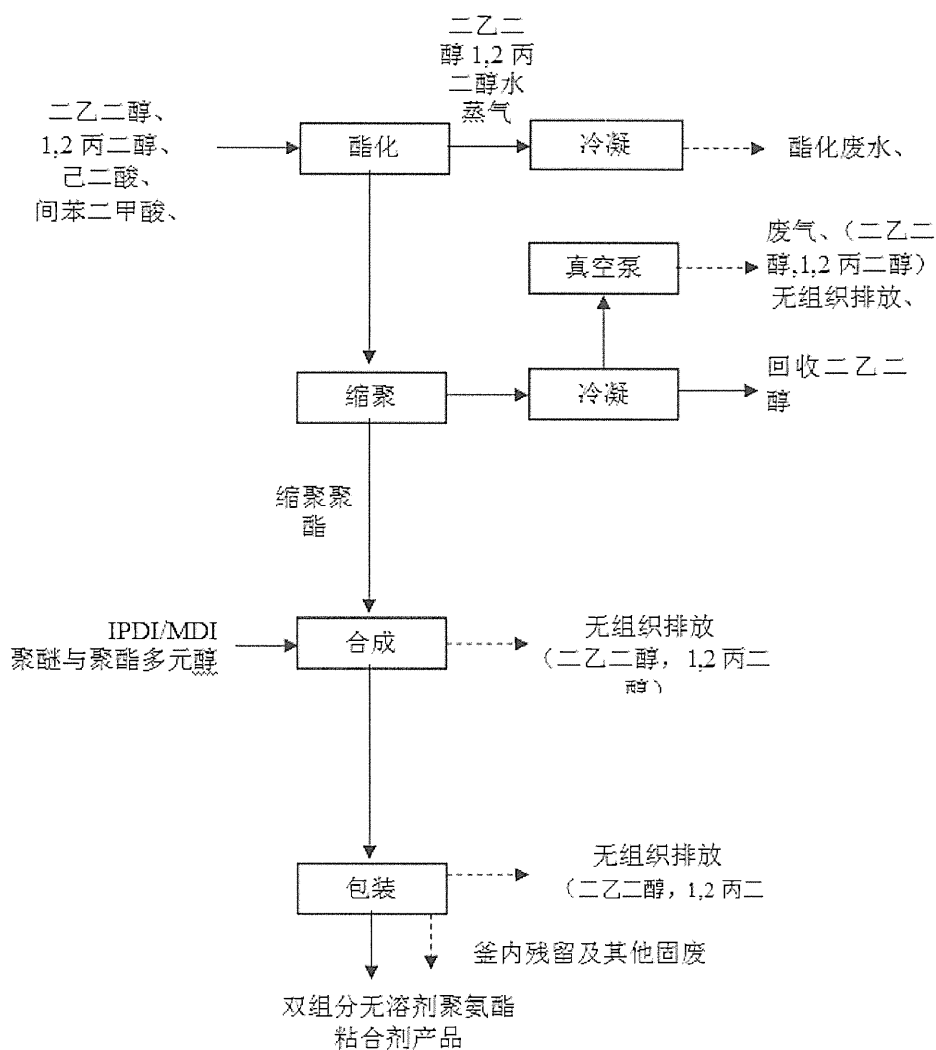 二乙二
醇1,2丙
二醇水
蒸气
二乙二醇、
1,2丙二醇、
己二酸、
间苯二甲酸、
酯化
冷凝
酯化废水、
废气、（二乙二
醇,1,2丙二醇）
无组织排放、
真空泵
缩聚
冷凝
回收二乙二
醇
缩聚聚
酯
IPDI/MDI
聚醚与聚酯多元醇
合成
无组织排放
（二乙二醇，1,2丙二
醇）
包装
无组织排放
（二乙二醇，1,2丙二
釜内残留及其他固废
双组分无溶剂聚氨酯
粘合剂产品